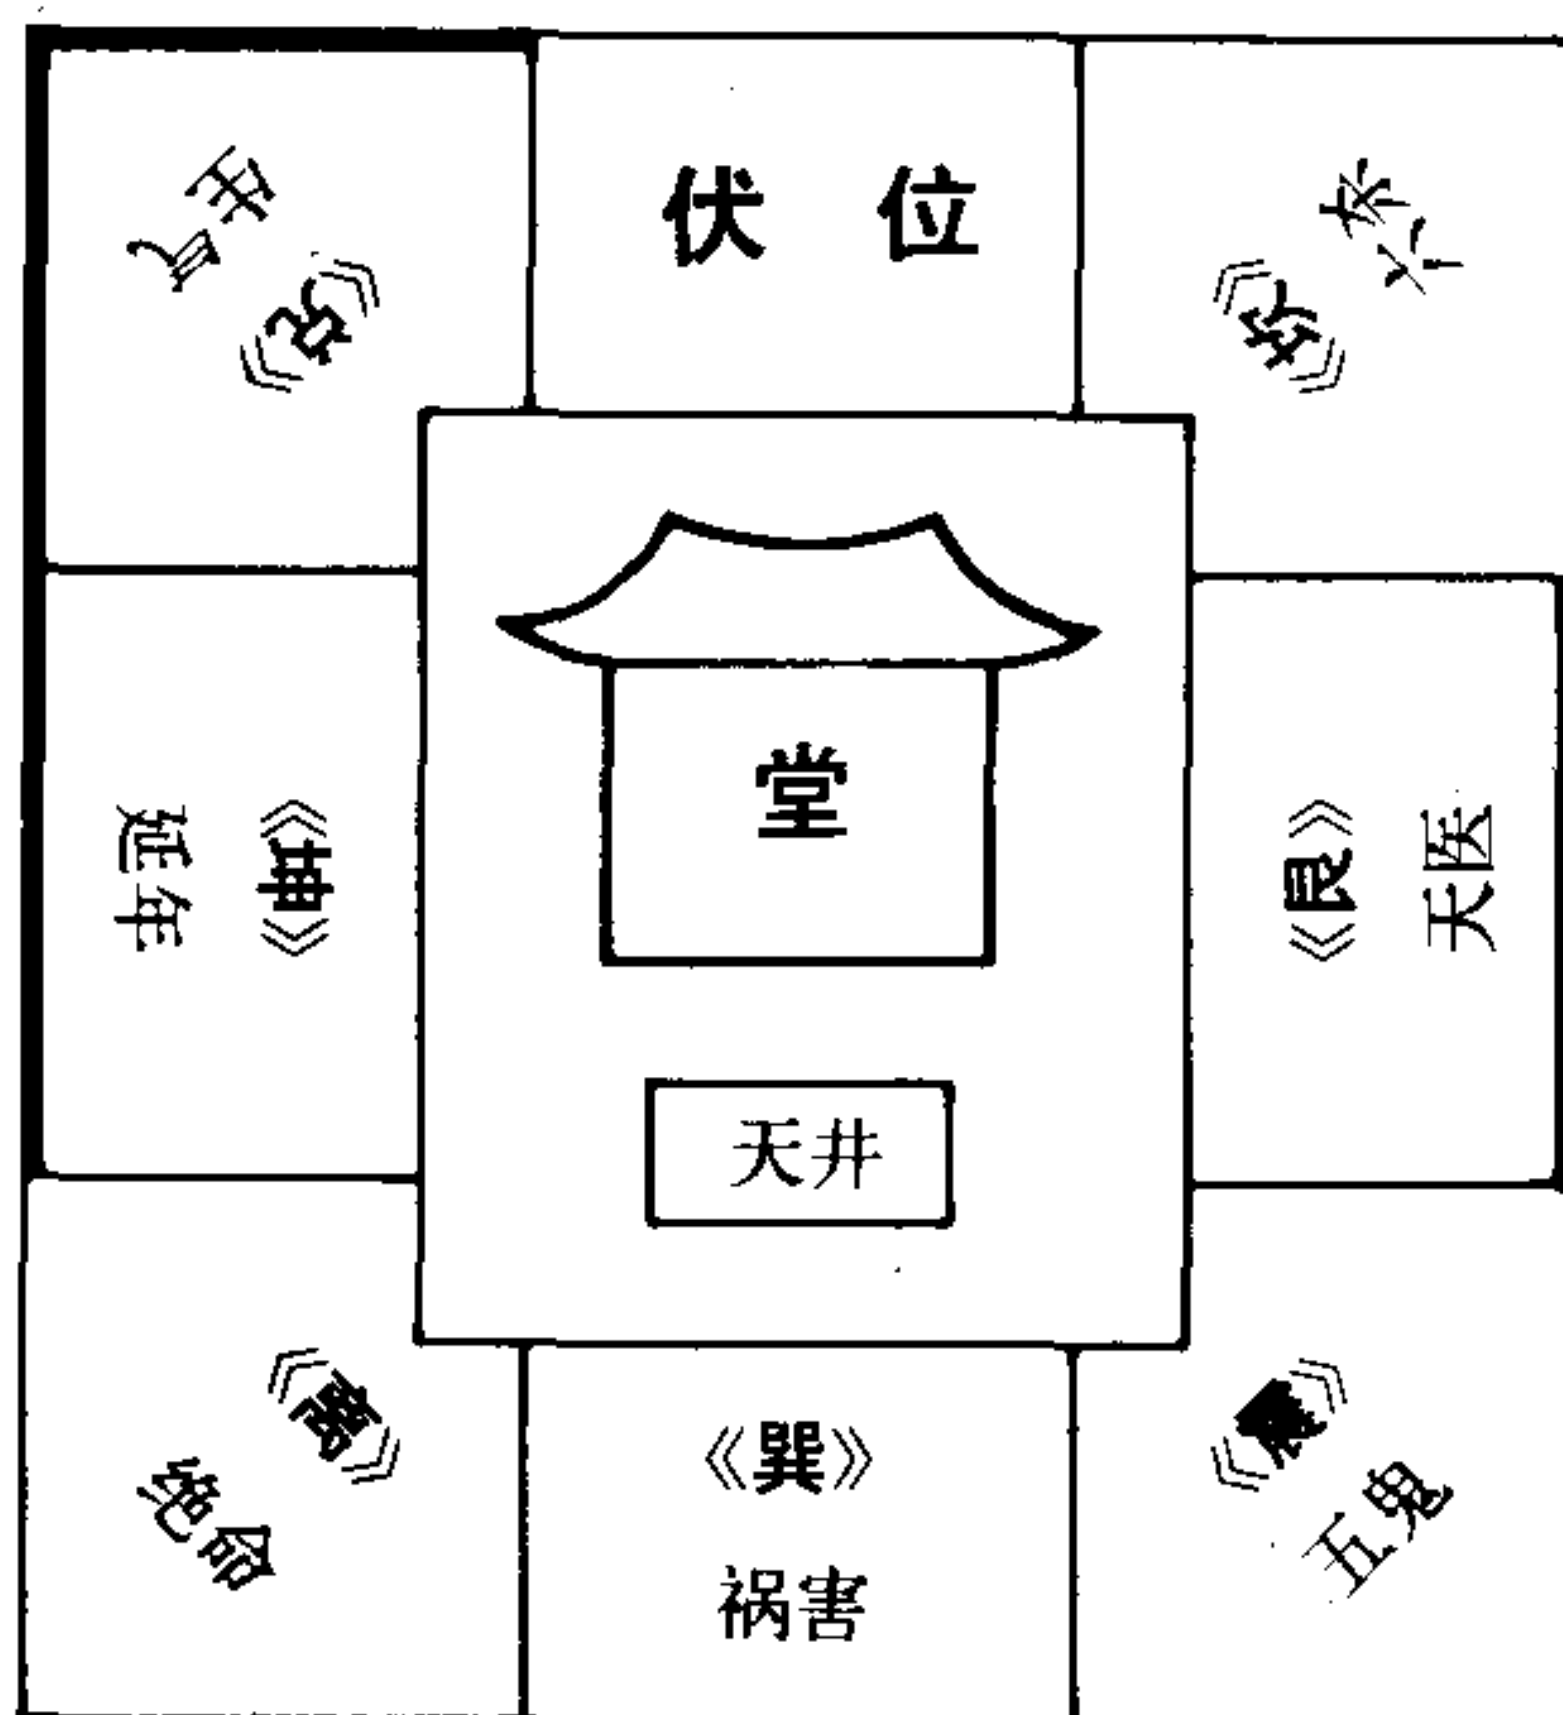 生气
《兑》
伏 位
六杀
《坎》
延年
《坤》
堂
天井
《艮》
天医
《离》
绝命
《巽》
祸害
《震》
五鬼